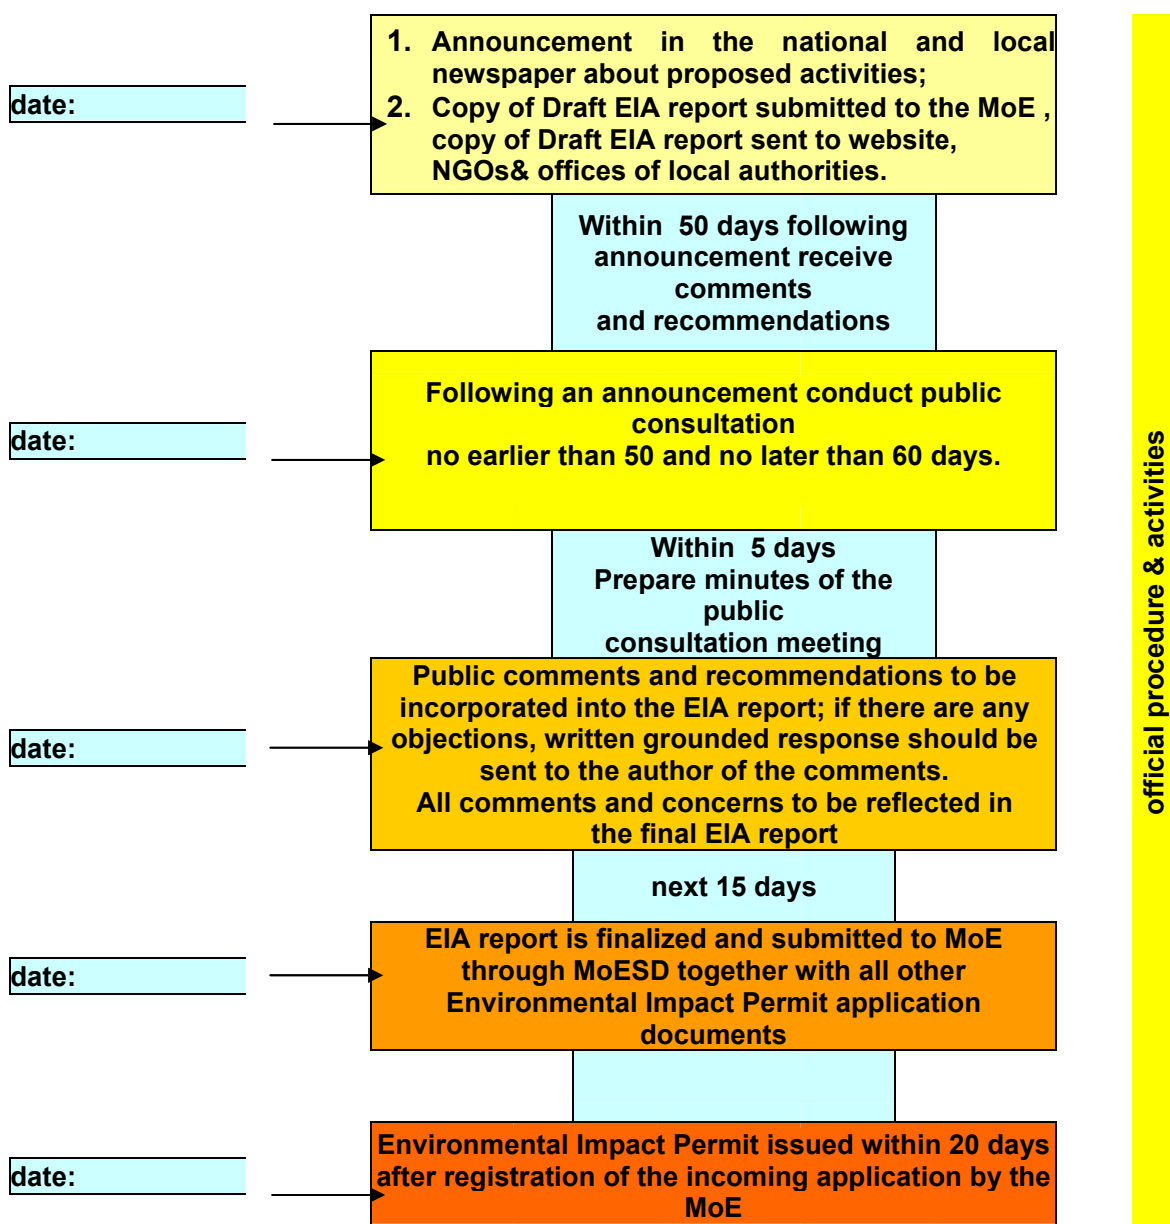 date:
1. Announcement in the national and local
newspaper about proposed activities;
2. Copy of Draft EIA report submitted to the MoE ,
copy of Draft EIA report sent to website,
NGOs& offices of local authorities.
Within 50 days following
announcement receive
comments
and recommendations
date:
Following an announcement conduct public
consultation
no earlier than 50 and no later than 60 days.
Within 5 days
Prepare minutes of the
public
consultation meeting
date:
Public comments and recommendations to be
incorporated into the EIA report; if there are any
objections, written grounded response should be
sent to the author of the comments.
All comments and concerns to be reflected in
the final EIA report
next 15 days
date:
EIA report is finalized and submitted to MoE
through MoESD together with all other
Environmental Impact Permit application
documents
date:
Environmental Impact Permit issued within 20 days
after registration of the incoming application by the
MoE
official procedure & activities